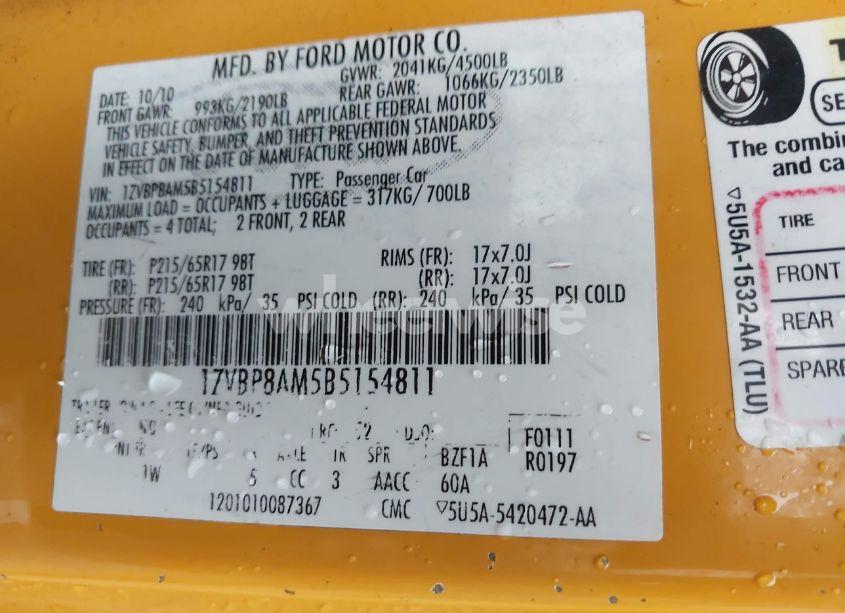 MFD. BY FORD MOTOR CO.
DATE: 10/10
GVWR: 2041KG/4500LB
FRONT GAWR: 993KG/2190LB
REAR GAWR: 1066KG/2350LB
THIS VEHICLE CONFORMS TO ALL APPLICABLE FEDERAL MOTOR
VEHICLE SAFETY, BUMPER, AND THEFT PREVENTION STANDARDS
IN EFFECT ON THE DATE OF MANUFACTURE SHOWN ABOVE.
VIN: 1ZVBP8AM5B5154811 TYPE: Passenger Car
MAXIMUM LOAD = OCCUPANTS + LUGGAGE = 317KG/ 700LB
OCCUPANTS = 4 TOTAL; 2 FRONT, 2 REAR
TIRE (FR): P215/65R17 98T RIMS (FR): 17x7.0J
(RR): P215/65R17 98T (RR): 17x7.0J
PRESSURE (FR): 240 kPa/ 35 PSI COLD (RR): 240 kPa/ 35 PSI COLD
wheelwise
1ZVBP8AM5B5154811
F0111
TR SPR BZF1A R0197
1W 5 CC 3 AACC 60A
1201010087367 CMC ▽5U5A-5420472-AA
▽5U5A-1532-AA (TLU)
T
SE
The combin
and ca
TIRE
FRONT
REAR
SPARE